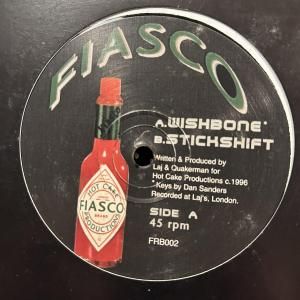 FIASCO
A. WISHBONE*
B. STICKSHIFT
Written & Produced by
Laj & Quakerman for
Hot Cake Productions c.1996
*Keys by Dan Sanders
Recorded at Laj's, London.
SIDE A
45 rpm
FRB002
HOT CAKE
FIASCO
BRAND
PRODUCTIONS